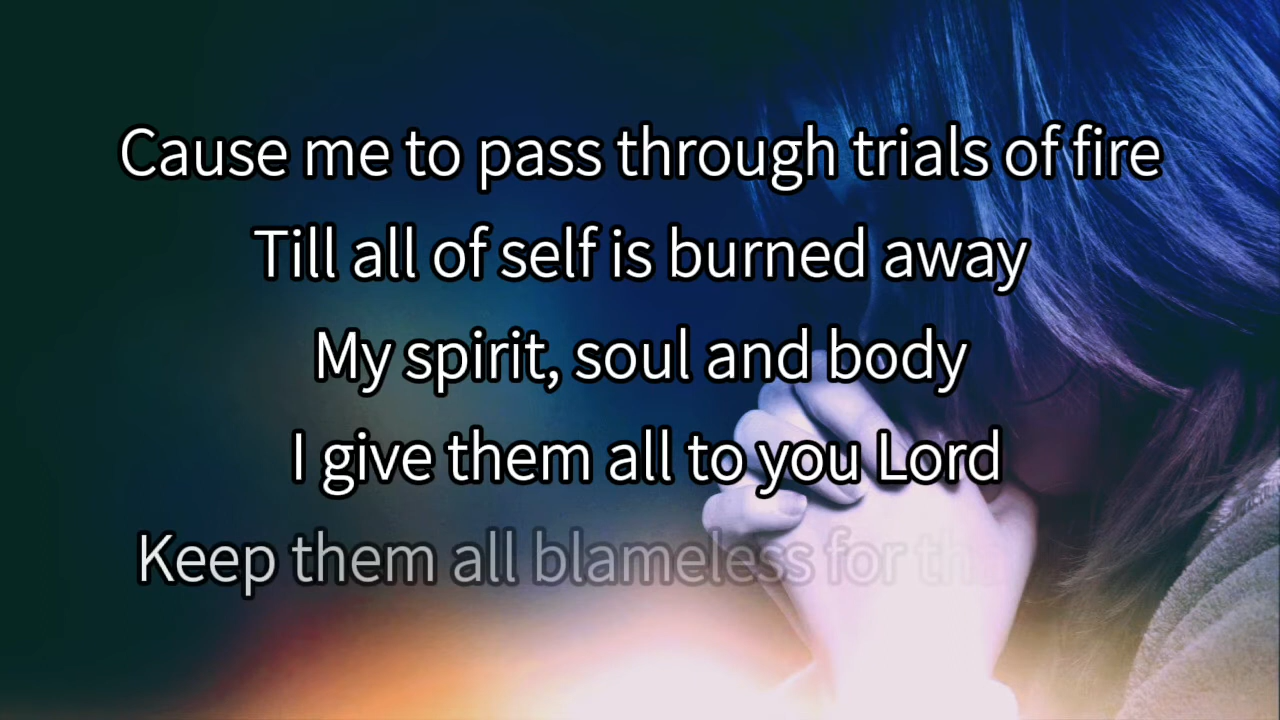 Cause me to pass through trials of fire
Till all of self is burned away
My spirit, soul and body
I give them all to you Lord
Keep them all blameless for